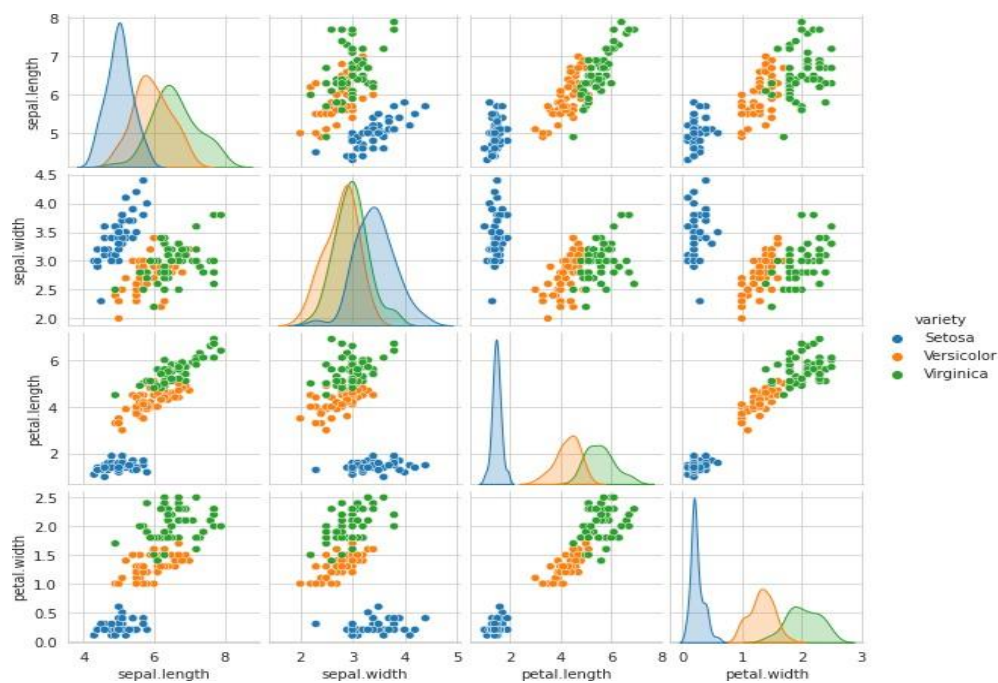 8
7
6
5
sepal.length
4.5
4.0
3.5
3.0
2.5
2.0
sepal.width
6
4
2
petal.length
2.5
2.0
1.5
1.0
0.5
0.0
petal.width
4 6 8
sepal.length
2 3 4 5
sepal.width
2 4 6 8
petal.length
0 1 2 3
petal.width
variety
Setosa
Versicolor
Virginica